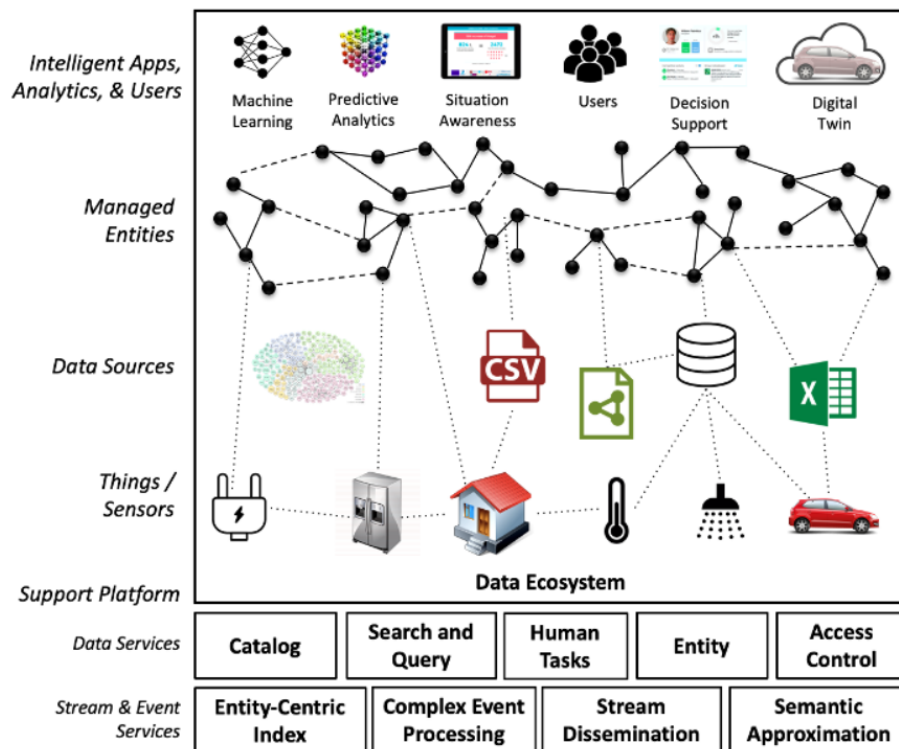 Intelligent Apps,
Analytics, & Users
Machine
Learning
Predictive
Analytics
Situation
Awareness
Users
Decision
Support
Digital
Twin
Managed
Entities
Data Sources
CSV
X
Things /
Sensors
Data Ecosystem
Support Platform
Data Services
Catalog
Search and
Query
Human
Tasks
Entity
Access
Control
Stream & Event
Services
Entity-Centric
Index
Complex Event
Processing
Stream
Dissemination
Semantic
Approximation